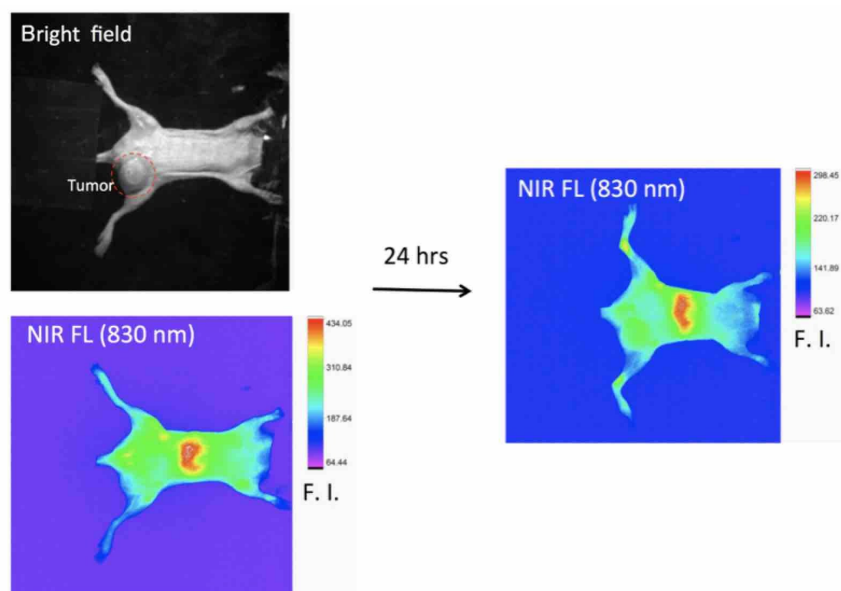 Bright field
Tumor
NIR FL (830 nm)
434.05
310.84
187.64
64.44
F. I.
24 hrs
NIR FL (830 nm)
298.45
220.17
141.89
63.62
F. I.